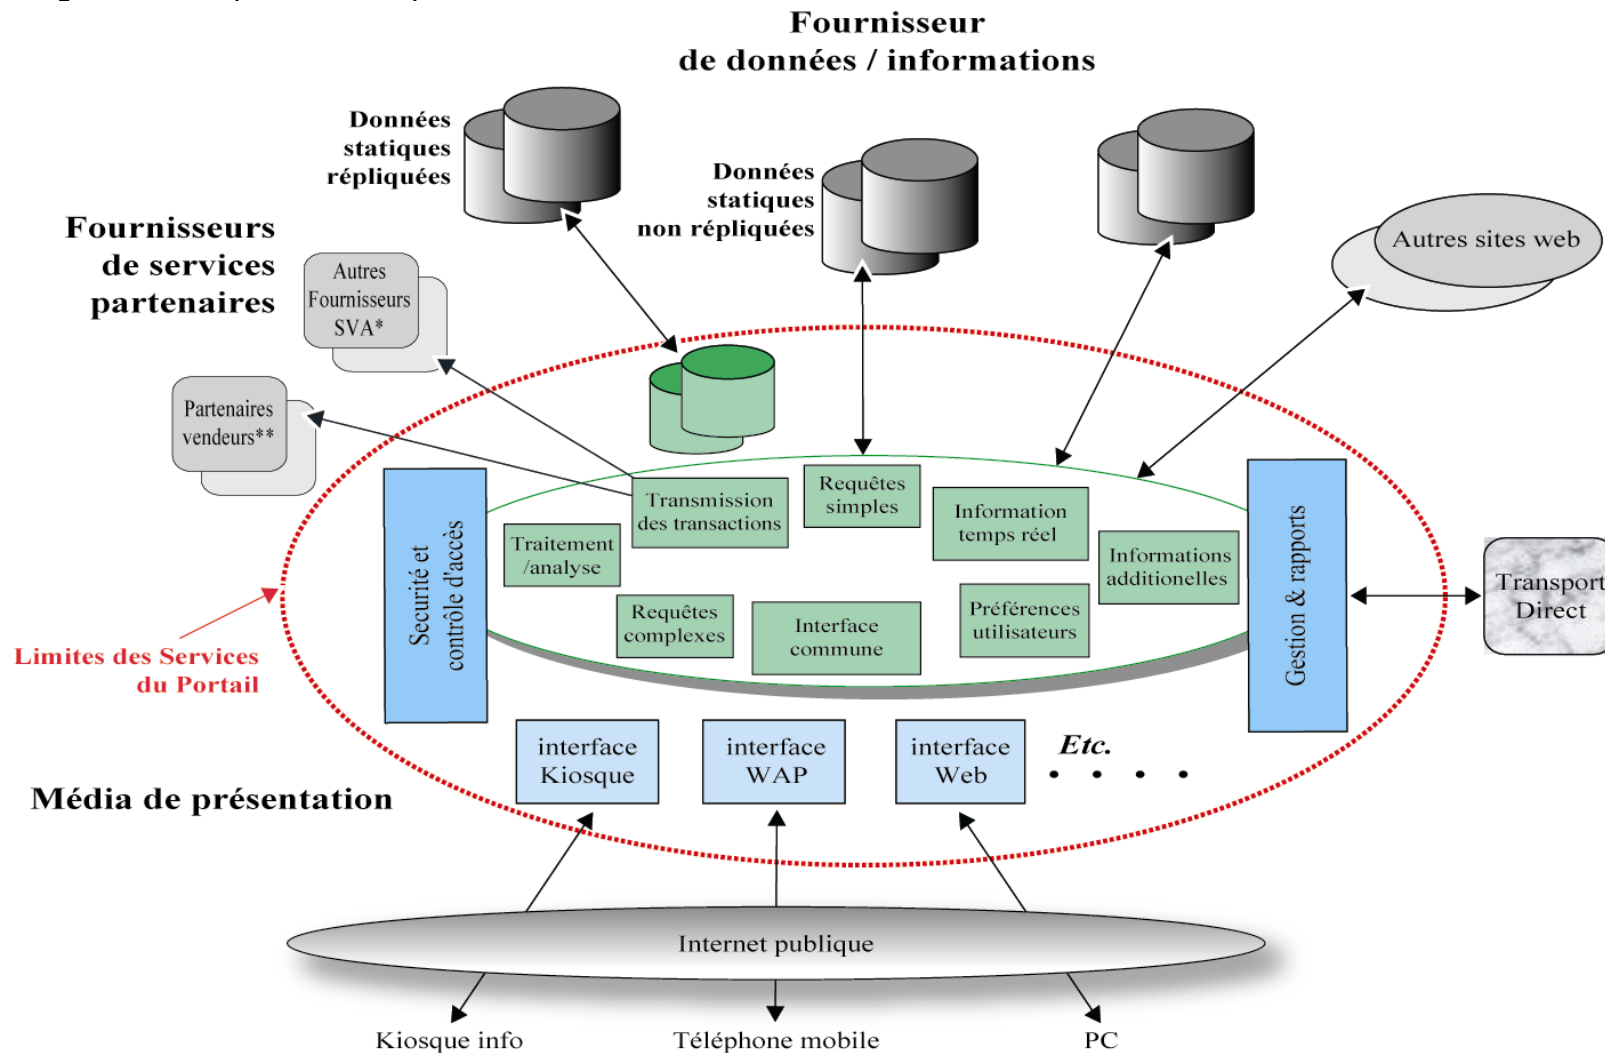 Fournisseur
de données / informations
Données
statiques
répliquées
Données
statiques
non répliquées
Autres sites web
Fournisseurs
de services
partenaires
Autres
Fournisseurs
SVA*
Partenaires
vendeurs**
Transmission
des transactions
Requêtes
simples
Information
temps réel
Traitement
/analyse
Informations
additionelles
Requêtes
complexes
Interface
commune
Préférences
utilisateurs
Securité et
contrôle d'accès
Gestion & rapports
Transport
Direct
Limites des Services
du Portail
interface
Kiosque
interface
WAP
interface
Web
Etc.
. . . .
Média de présentation
Internet publique
Kiosque info
Téléphone mobile
PC